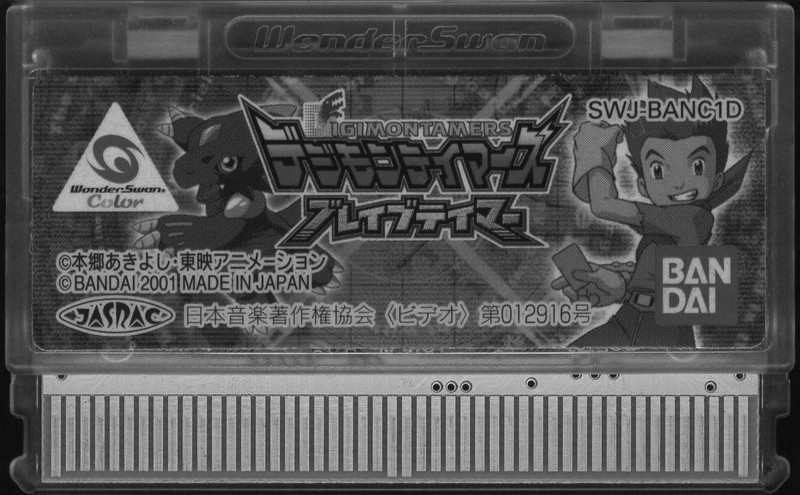 WonderSwan
SWJ-BANC1D
DIGIMONTAMERS
デジモンテイマーズ
ブレイブテイマー
WonderSwan
Color
©本郷あきよし・東映アニメーション
©BANDAI 2001 MADE IN JAPAN
BAN
DAI
JASRAC 日本音楽著作権協会〈ビデオ〉第012916号